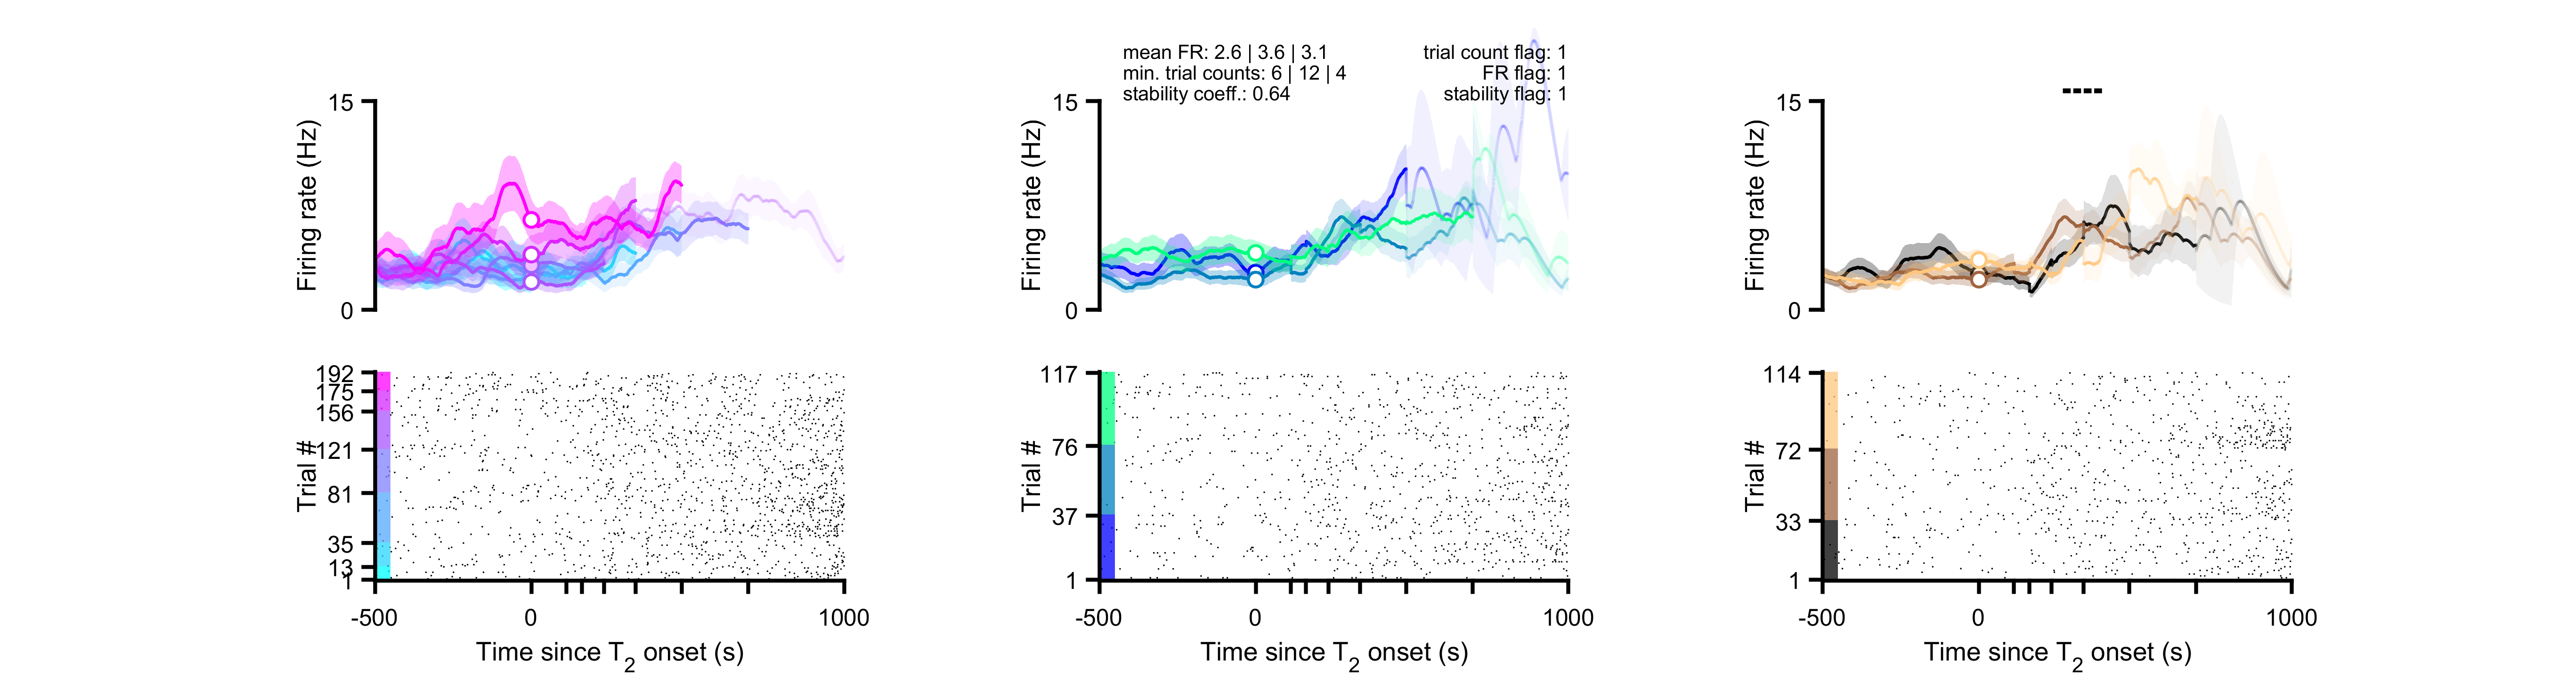 mean FR: 2.6 | 3.6 | 3.1
min. trial counts: 6 | 12 | 4
stability coeff.: 0.64
trial count flag: 1
FR flag: 1
stability flag: 1
15
0
Firing rate (Hz)
15
0
Firing rate (Hz)
15
0
Firing rate (Hz)
192
175
156
121
81
35
13
1
Trial #
-500
0
1000
Time since T2 onset (s)
117
76
37
1
Trial #
-500
0
1000
Time since T2 onset (s)
114
72
33
1
Trial #
-500
0
1000
Time since T2 onset (s)